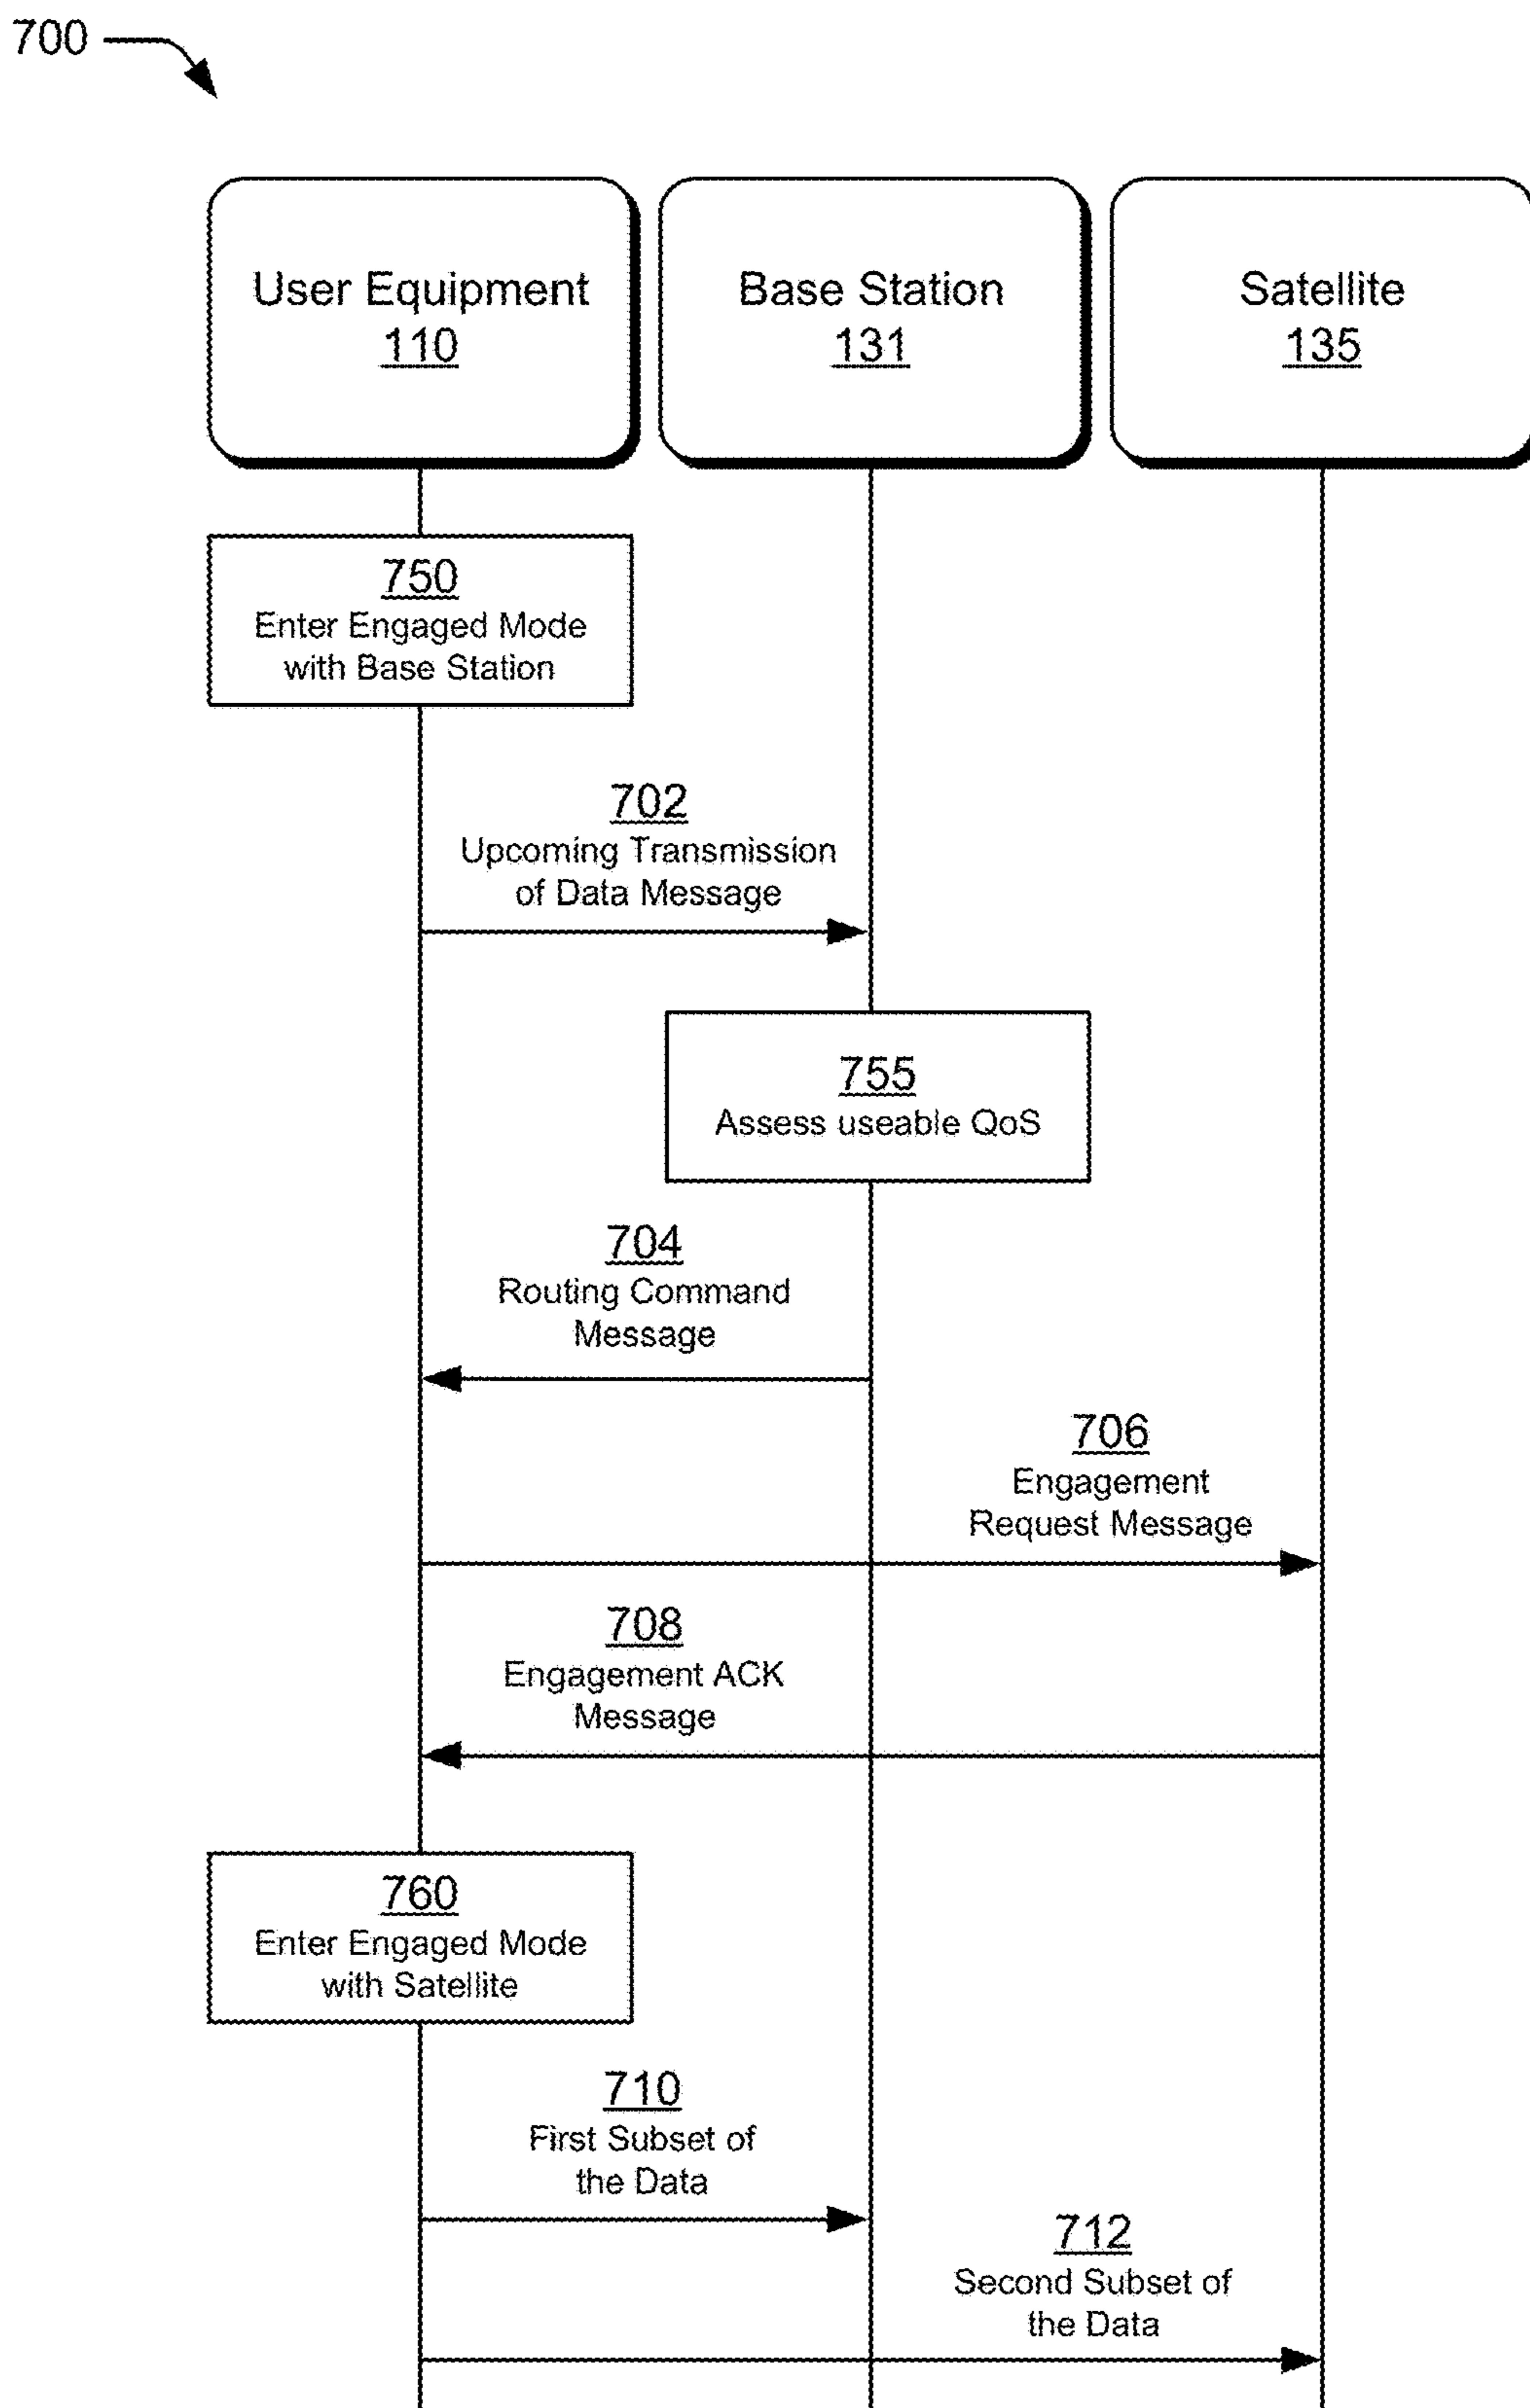 700
User Equipment
110
Base Station
131
Satellite
135
750
Enter Engaged Mode
with Base Station
702
Upcoming Transmission
of Data Message
755
Assess useable QoS
704
Routing Command
Message
706
Engagement
Request Message
708
Engagement ACK
Message
760
Enter Engaged Mode
with Satellite
710
First Subset of
the Data
712
Second Subset of
the Data